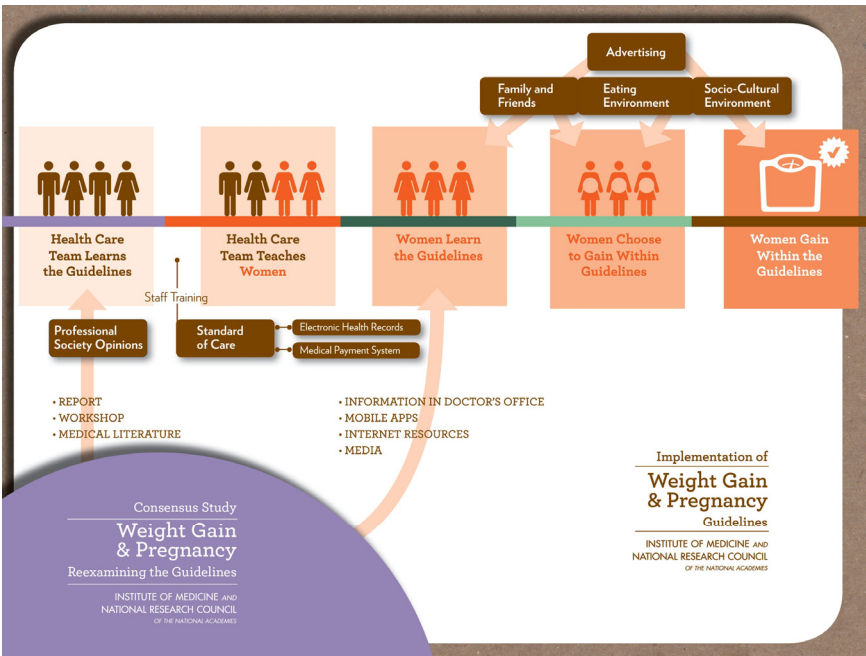 Advertising
Family and
Friends
Eating
Environment
Socio-Cultural
Environment
Health Care
Team Learns
the Guidelines
Health Care
Team Teaches
Women
Women Learn
the Guidelines
Women Choose
to Gain Within
Guidelines
Women Gain
Within the
Guidelines
Staff Training
Professional
Society Opinions
Standard
of Care
Electronic Health Records
Medical Payment System
• REPORT
• WORKSHOP
• MEDICAL LITERATURE
• INFORMATION IN DOCTOR'S OFFICE
• MOBILE APPS
• INTERNET RESOURCES
• MEDIA
Consensus Study
Weight Gain
& Pregnancy
Reexamining the Guidelines
INSTITUTE OF MEDICINE AND
NATIONAL RESEARCH COUNCIL
OF THE NATIONAL ACADEMIES
Implementation of
Weight Gain
& Pregnancy
Guidelines
INSTITUTE OF MEDICINE AND
NATIONAL RESEARCH COUNCIL
OF THE NATIONAL ACADEMIES